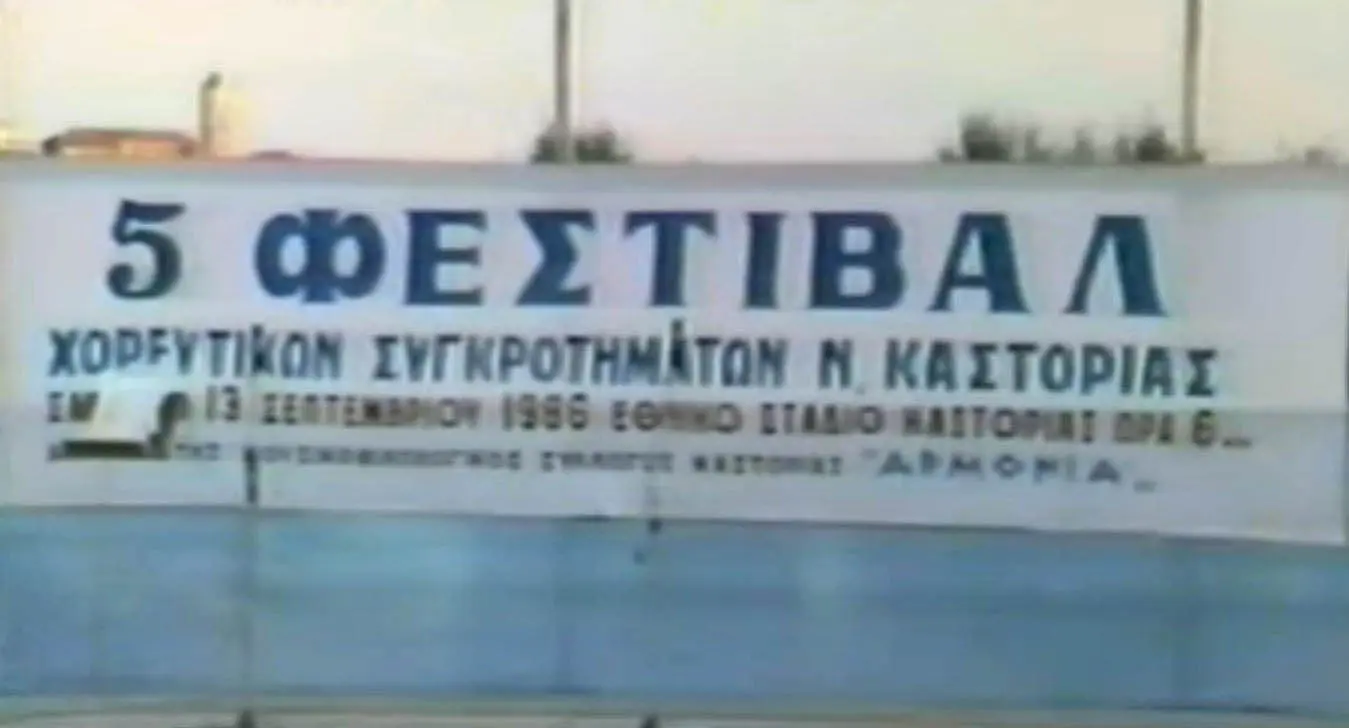 5 ΦΕΣΤΙΒΑΛ
ΧΟΡΕΥΤΙΚΩΝ ΣΥΓΚΡΟΤΗΜΑΤΩΝ Ν. ΚΑΣΤΟΡΙΑΣ
13 ΣΕΠΤΕΜΒΡΙΟΥ 1986 ΕΘΝΙΚΟ ΣΤΑΔΙΟ ΚΑΣΤΟΡΙΑΣ ΩΡΑ 6
ΣΥΛΛΟΓΟΣ ΚΑΣΤΟΡΙΑΣ "ΑΡΜΟΝΙΑ"